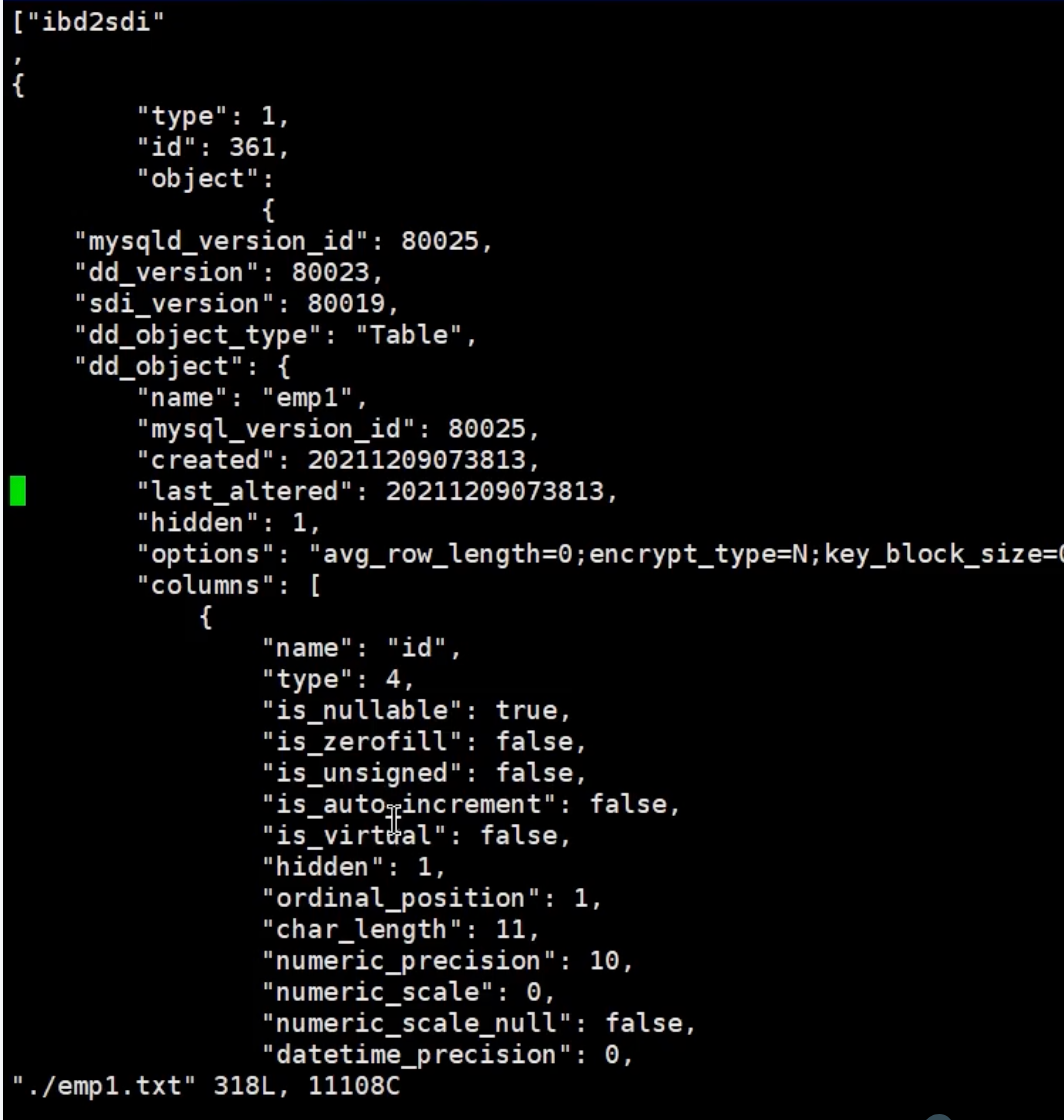 ["ibd2sdi"
,
{
        "type": 1,
        "id": 361,
        "object":
                {
    "mysqld_version_id": 80025,
    "dd_version": 80023,
    "sdi_version": 80019,
    "dd_object_type": "Table",
    "dd_object": {
        "name": "emp1",
        "mysql_version_id": 80025,
        "created": 20211209073813,
        "last_altered": 20211209073813,
        "hidden": 1,
        "options": "avg_row_length=0;encrypt_type=N;key_block_size=0
        "columns": [
            {
                "name": "id",
                "type": 4,
                "is_nullable": true,
                "is_zerofill": false,
                "is_unsigned": false,
                "is_auto_increment": false,
                "is_virtual": false,
                "hidden": 1,
                "ordinal_position": 1,
                "char_length": 11,
                "numeric_precision": 10,
                "numeric_scale": 0,
                "numeric_scale_null": false,
                "datetime_precision": 0,
"./emp1.txt" 318L, 11108C